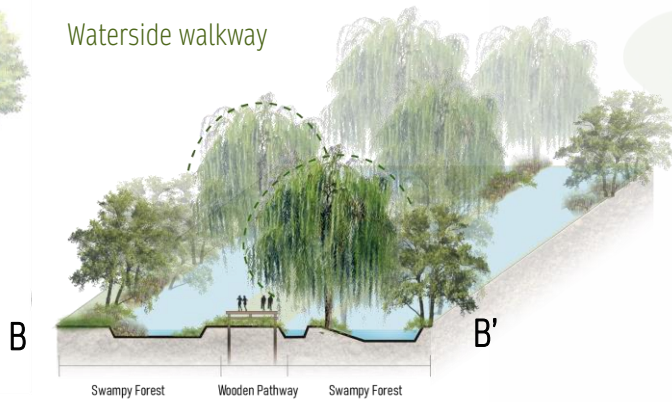 Waterside walkway
B
B'
Swampy Forest
Wooden Pathway
Swampy Forest